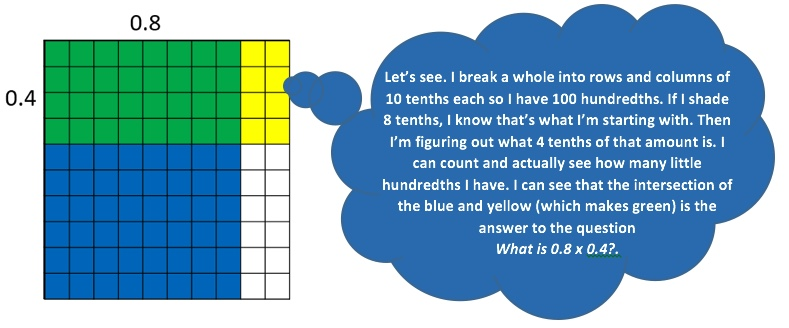 0.8
0.4
Let's see. I break a whole into rows and columns of
10 tenths each so I have 100 hundredths. If I shade
8 tenths, I know that's what I'm starting with. Then
I'm figuring out what 4 tenths of that amount is. I
can count and actually see how many little
hundredths I have. I can see that the intersection of
the blue and yellow (which makes green) is the
answer to the question
What is 0.8 x 0.4?.